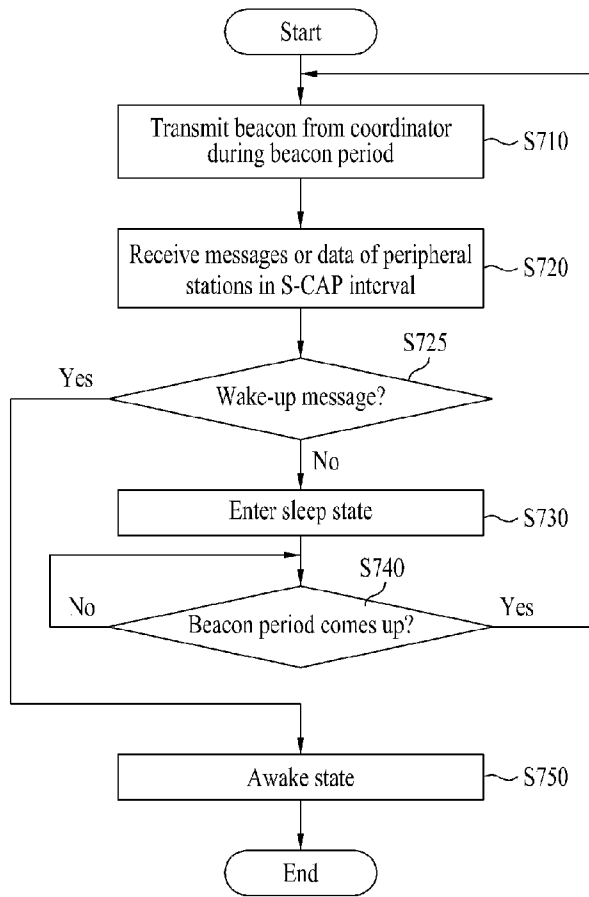 Start
Transmit beacon from coordinator
during beacon period
S710
Receive messages or data of peripheral
stations in S-CAP interval
S720
S725
Yes
Wake-up message?
No
Enter sleep state
S730
S740
No
Beacon period comes up?
Yes
Awake state
S750
End